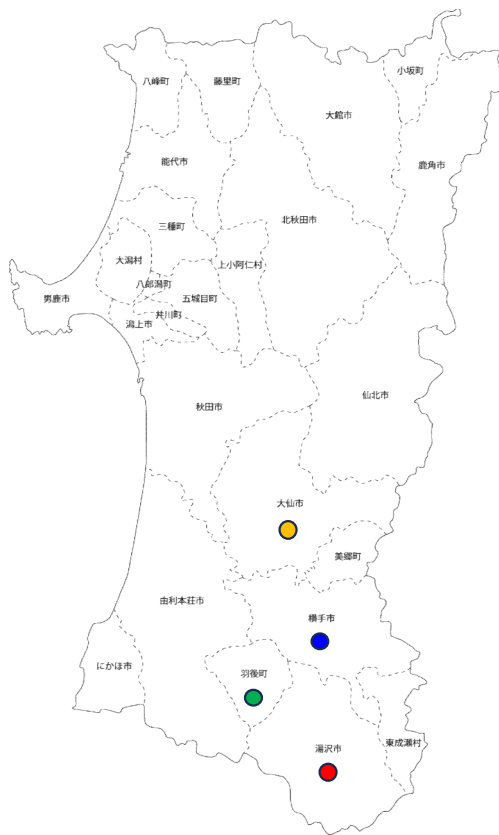 小坂町
八峰町
藤里町
大館市
能代市
鹿角市
北秋田市
三種町
大潟村
上小阿仁村
八郎潟町
男鹿市
五城目町
井川町
潟上市
仙北市
秋田市
大仙市
美郷町
由利本荘市
横手市
にかほ市
羽後町
東成瀬村
湯沢市